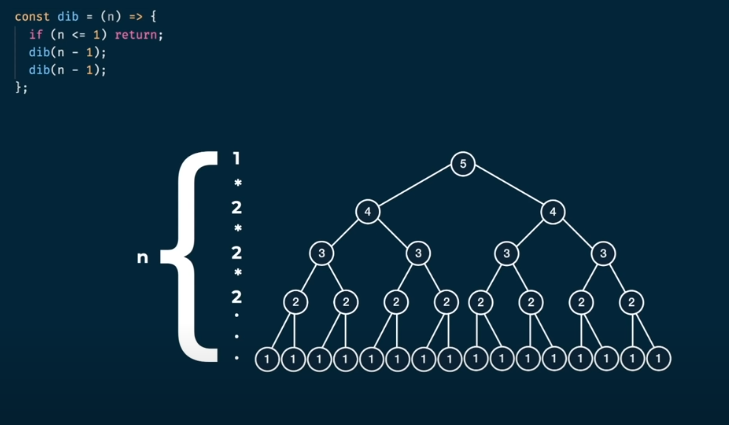 const dib = (n) => {
if (n <= 1) return;
dib(n - 1);
dib(n - 1);
};
1
*
2
*
2
*
2
.
.
.
n {
5
4 4
3 3 3 3
2 2 2 2 2 2 2 2
1 1 1 1 1 1 1 1 1 1 1 1 1 1 1 1